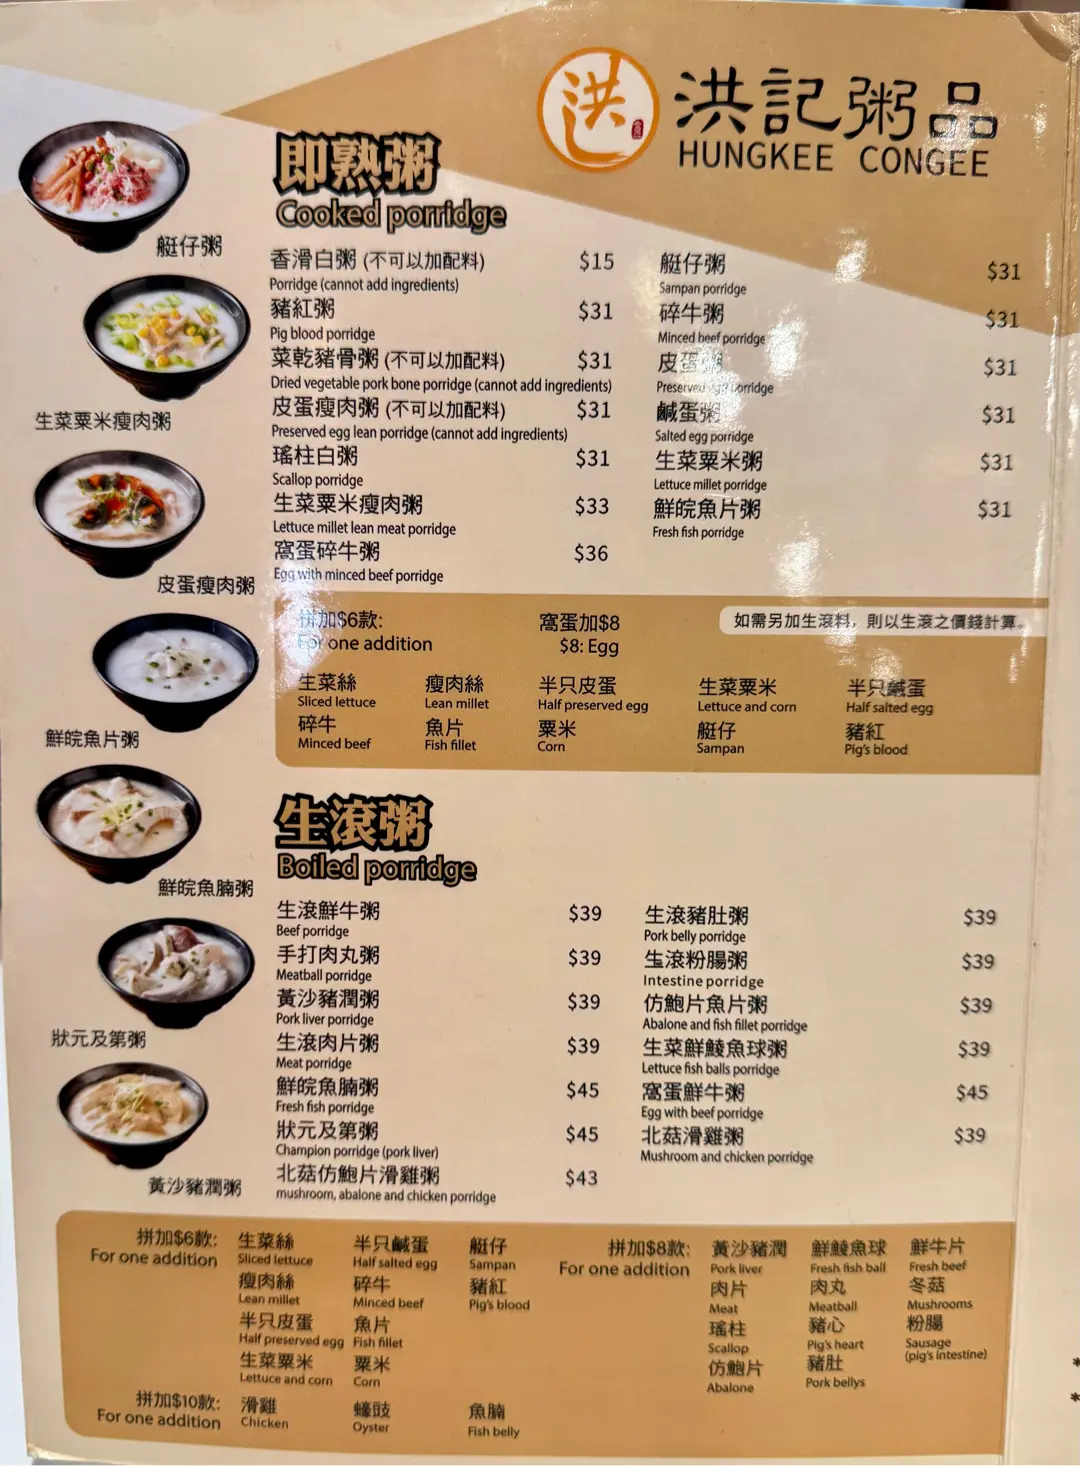 洪記粥品
HUNGKEE CONGEE
艇仔粥
生菜粟米瘦肉粥
皮蛋瘦肉粥
鮮皖魚片粥
鮮皖魚腩粥
狀元及第粥
黃沙豬潤粥
即熟粥
Cooked porridge
香滑白粥 (不可以加配料) $15
Porridge (cannot add ingredients)
豬紅粥 $31
Pig blood porridge
菜乾豬骨粥 (不可以加配料) $31
Dried vegetable pork bone porridge (cannot add ingredients)
皮蛋瘦肉粥 (不可以加配料) $31
Preserved egg lean porridge (cannot add ingredients)
瑤柱白粥 $31
Scallop porridge
生菜粟米瘦肉粥 $33
Lettuce millet lean meat porridge
窩蛋碎牛粥 $36
Egg with minced beef porridge
艇仔粥 $31
Sampan porridge
碎牛粥 $31
Minced beef porridge
皮蛋粥 $31
Preserved egg porridge
鹹蛋粥 $31
Salted egg porridge
生菜粟米粥 $31
Lettuce millet porridge
鮮皖魚片粥 $31
Fresh fish porridge
拼加$6款: 窩蛋加$8 如需另加生滾料，則以生滾之價錢計算。
For one addition $8: Egg
生菜絲 瘦肉絲 半只皮蛋 生菜粟米 半只鹹蛋
Sliced lettuce Lean millet Half preserved egg Lettuce and corn Half salted egg
碎牛 魚片 粟米 艇仔 豬紅
Minced beef Fish fillet Corn Sampan Pig's blood
生滾粥
Boiled porridge
生滾鮮牛粥 $39
Beef porridge
手打肉丸粥 $39
Meatball porridge
黃沙豬潤粥 $39
Pork liver porridge
生滾肉片粥 $39
Meat porridge
鮮皖魚腩粥 $45
Fresh fish porridge
狀元及第粥 $45
Champion porridge (pork liver)
北菇仿鮑片滑雞粥 $43
mushroom, abalone and chicken porridge
生滾豬肚粥 $39
Pork belly porridge
生滾粉腸粥 $39
Intestine porridge
仿鮑片魚片粥 $39
Abalone and fish fillet porridge
生菜鮮鯪魚球粥 $39
Lettuce fish balls porridge
窩蛋鮮牛粥 $45
Egg with beef porridge
北菇滑雞粥 $39
Mushroom and chicken porridge
拼加$6款: 生菜絲 半只鹹蛋 艇仔
For one addition Sliced lettuce Half salted egg Sampan
瘦肉絲 碎牛 豬紅
Lean millet Minced beef Pig's blood
半只皮蛋 魚片
Half preserved egg Fish fillet
生菜粟米 粟米
Lettuce and corn Corn
拼加$10款: 滑雞 蠔豉 魚腩
For one addition Chicken Oyster Fish belly
拼加$8款: 黃沙豬潤 鮮鯪魚球 鮮牛片
For one addition Pork liver Fresh fish ball Fresh beef
肉片 肉丸 冬菇
Meat Meatball Mushrooms
瑤柱 豬心 粉腸
Scallop Pig's heart Sausage
(pig's intestine)
仿鮑片 豬肚
Abalone Pork bellys
*
*